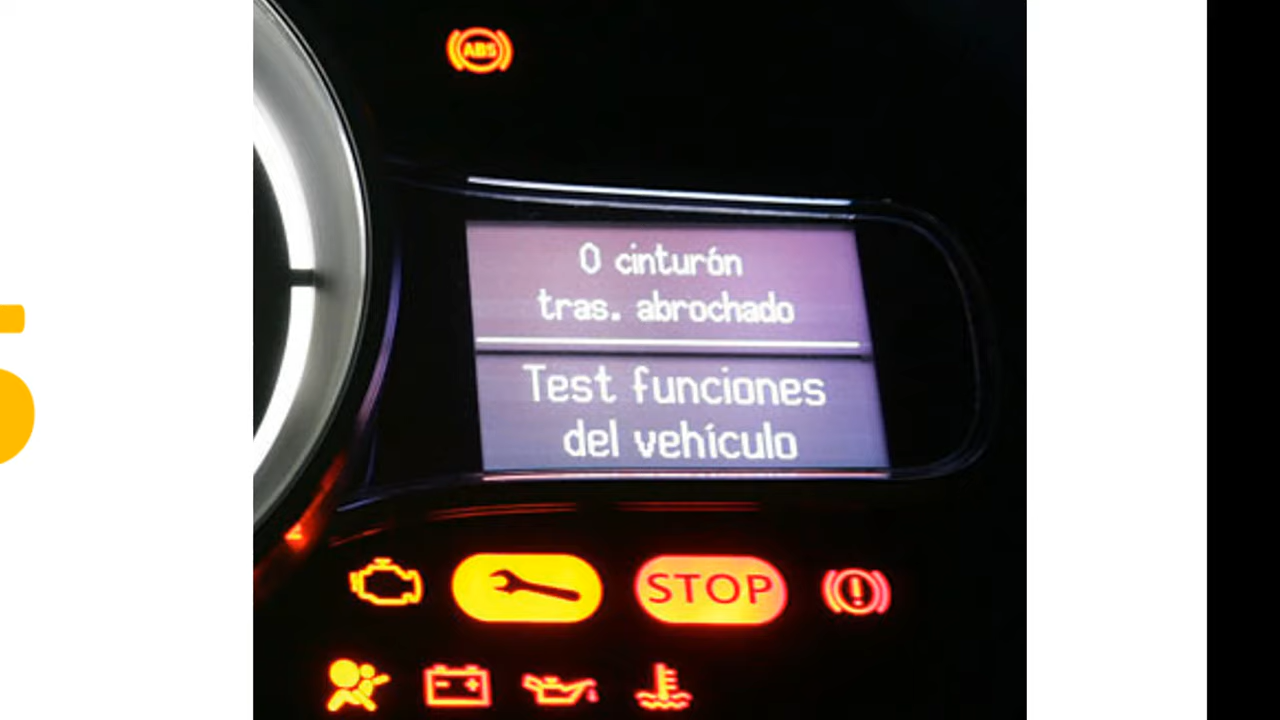 ABS
0 cinturón
tras. abrochado
Test funciones
del vehículo
STOP